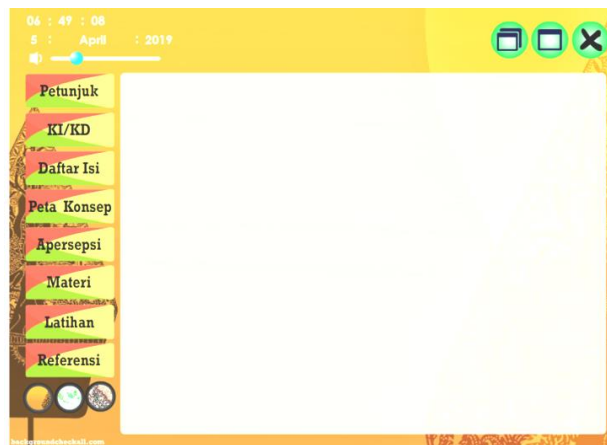 06 : 49 : 08
5 : April : 2019
Petunjuk
KI/KD
Daftar Isi
Peta Konsep
Apersepsi
Materi
Latihan
Referensi